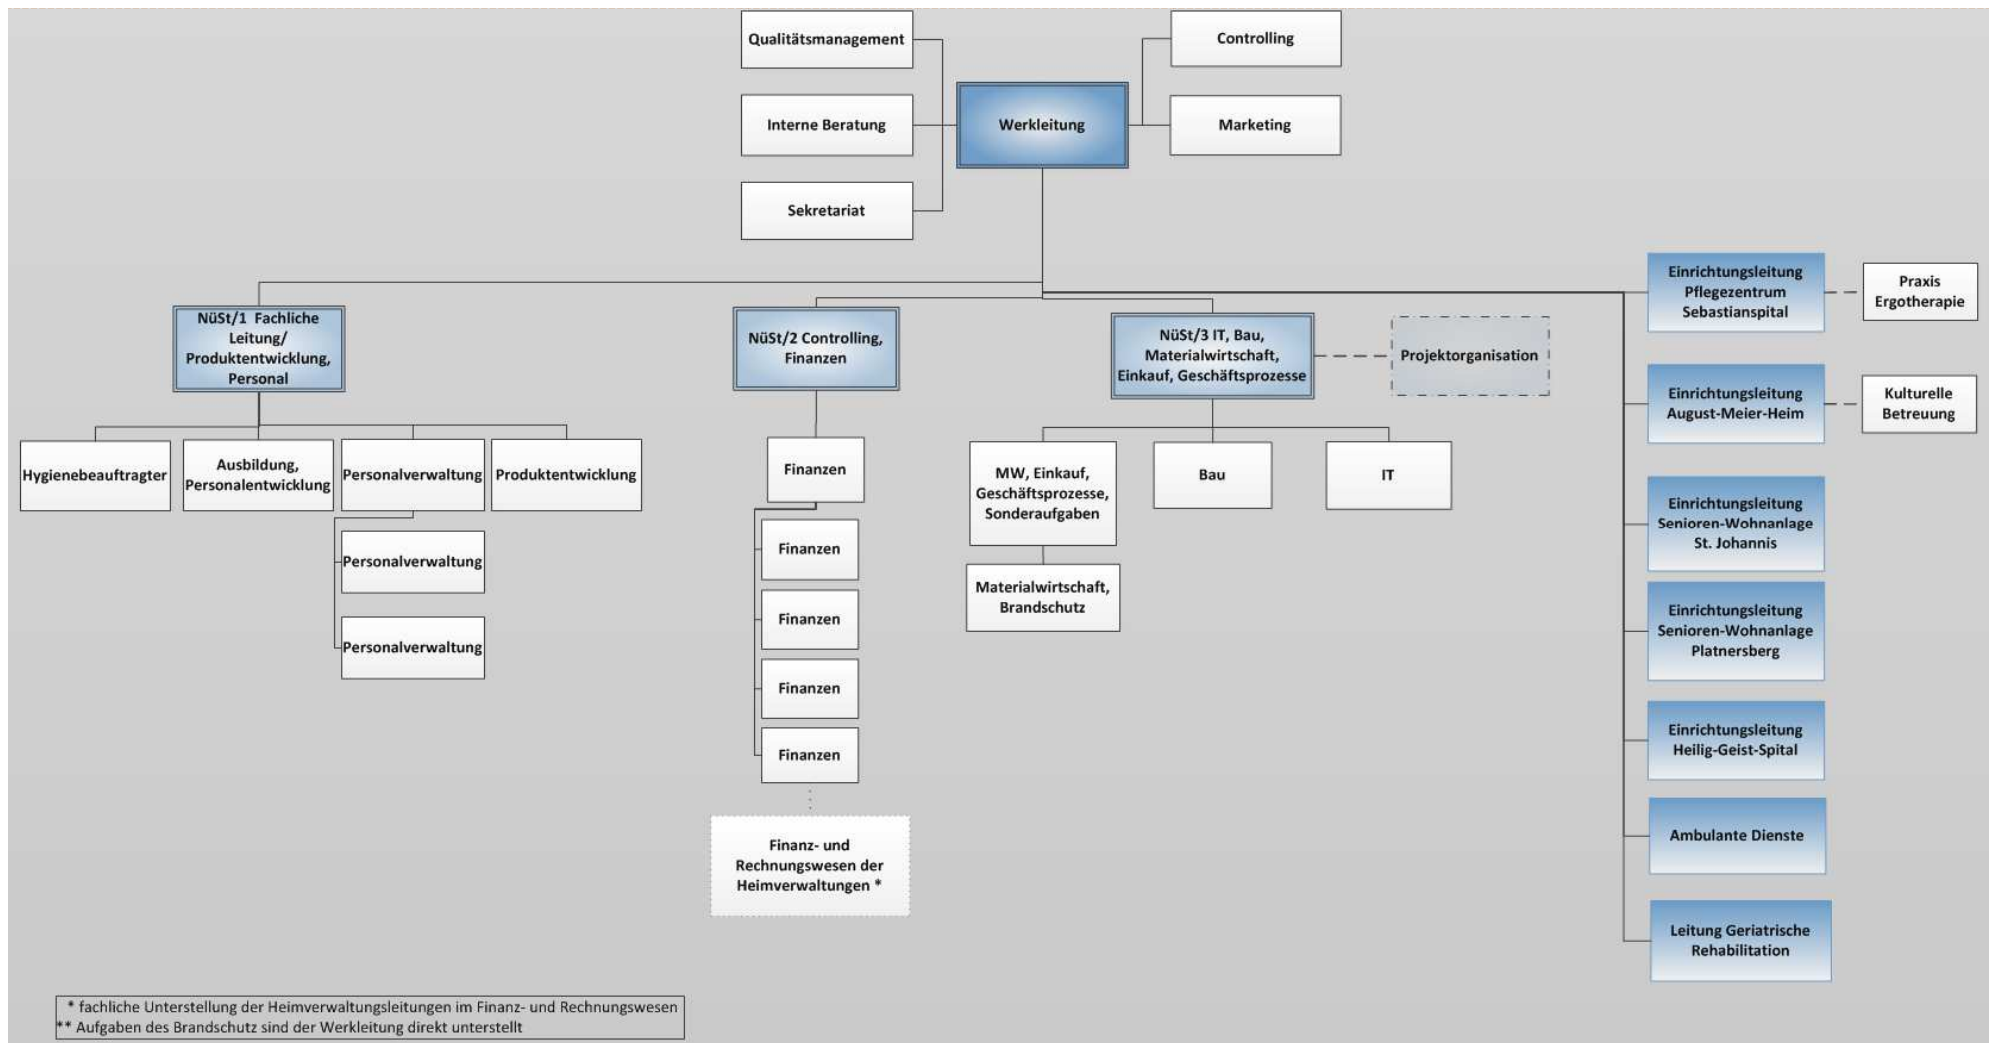 Qualitätsmanagement
Controlling
Interne Beratung
Werkleitung
Marketing
Sekretariat
NüSt/1 Fachliche
Leitung/
Produktentwicklung,
Personal
NüSt/2 Controlling,
Finanzen
NüSt/3 IT, Bau,
Materialwirtschaft,
Einkauf, Geschäftsprozesse
Projektorganisation
Hygienebeauftragter
Ausbildung,
Personalentwicklung
Personalverwaltung
Produktentwicklung
Personalverwaltung
Personalverwaltung
Finanzen
Finanzen
Finanzen
Finanzen
Finanzen
Finanz- und
Rechnungswesen der
Heimverwaltungen *
MW, Einkauf,
Geschäftsprozesse,
Sonderaufgaben
Bau
IT
Materialwirtschaft,
Brandschutz
Einrichtungsleitung
Pflegezentrum
Sebastianspital
Praxis
Ergotherapie
Einrichtungsleitung
August-Meier-Heim
Kulturelle
Betreuung
Einrichtungsleitung
Senioren-Wohnanlage
St. Johannis
Einrichtungsleitung
Senioren-Wohnanlage
Platnersberg
Einrichtungsleitung
Heilig-Geist-Spital
Ambulante Dienste
Leitung Geriatrische
Rehabilitation
* fachliche Unterstellung der Heimverwaltungsleitungen im Finanz- und Rechnungswesen
** Aufgaben des Brandschutz sind der Werkleitung direkt unterstellt